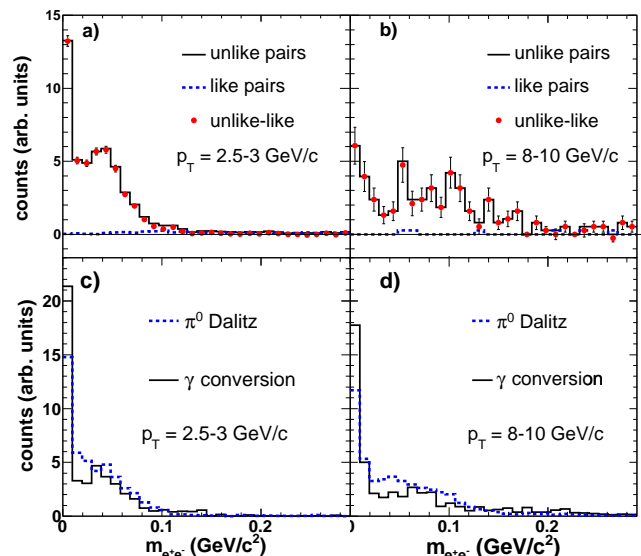 a)
unlike pairs
like pairs
unlike-like
p_T = 2.5-3 GeV/c
b)
unlike pairs
like pairs
unlike-like
p_T = 8-10 GeV/c
counts (arb. units)
15
10
5
0
c)
π⁰ Dalitz
γ conversion
p_T = 2.5-3 GeV/c
d)
π⁰ Dalitz
γ conversion
p_T = 8-10 GeV/c
counts (arb. units)
20
15
10
5
0
0 0.1 0.2
0 0.1 0.2
m_e⁺e⁻ (GeV/c²)
m_e⁺e⁻ (GeV/c²)